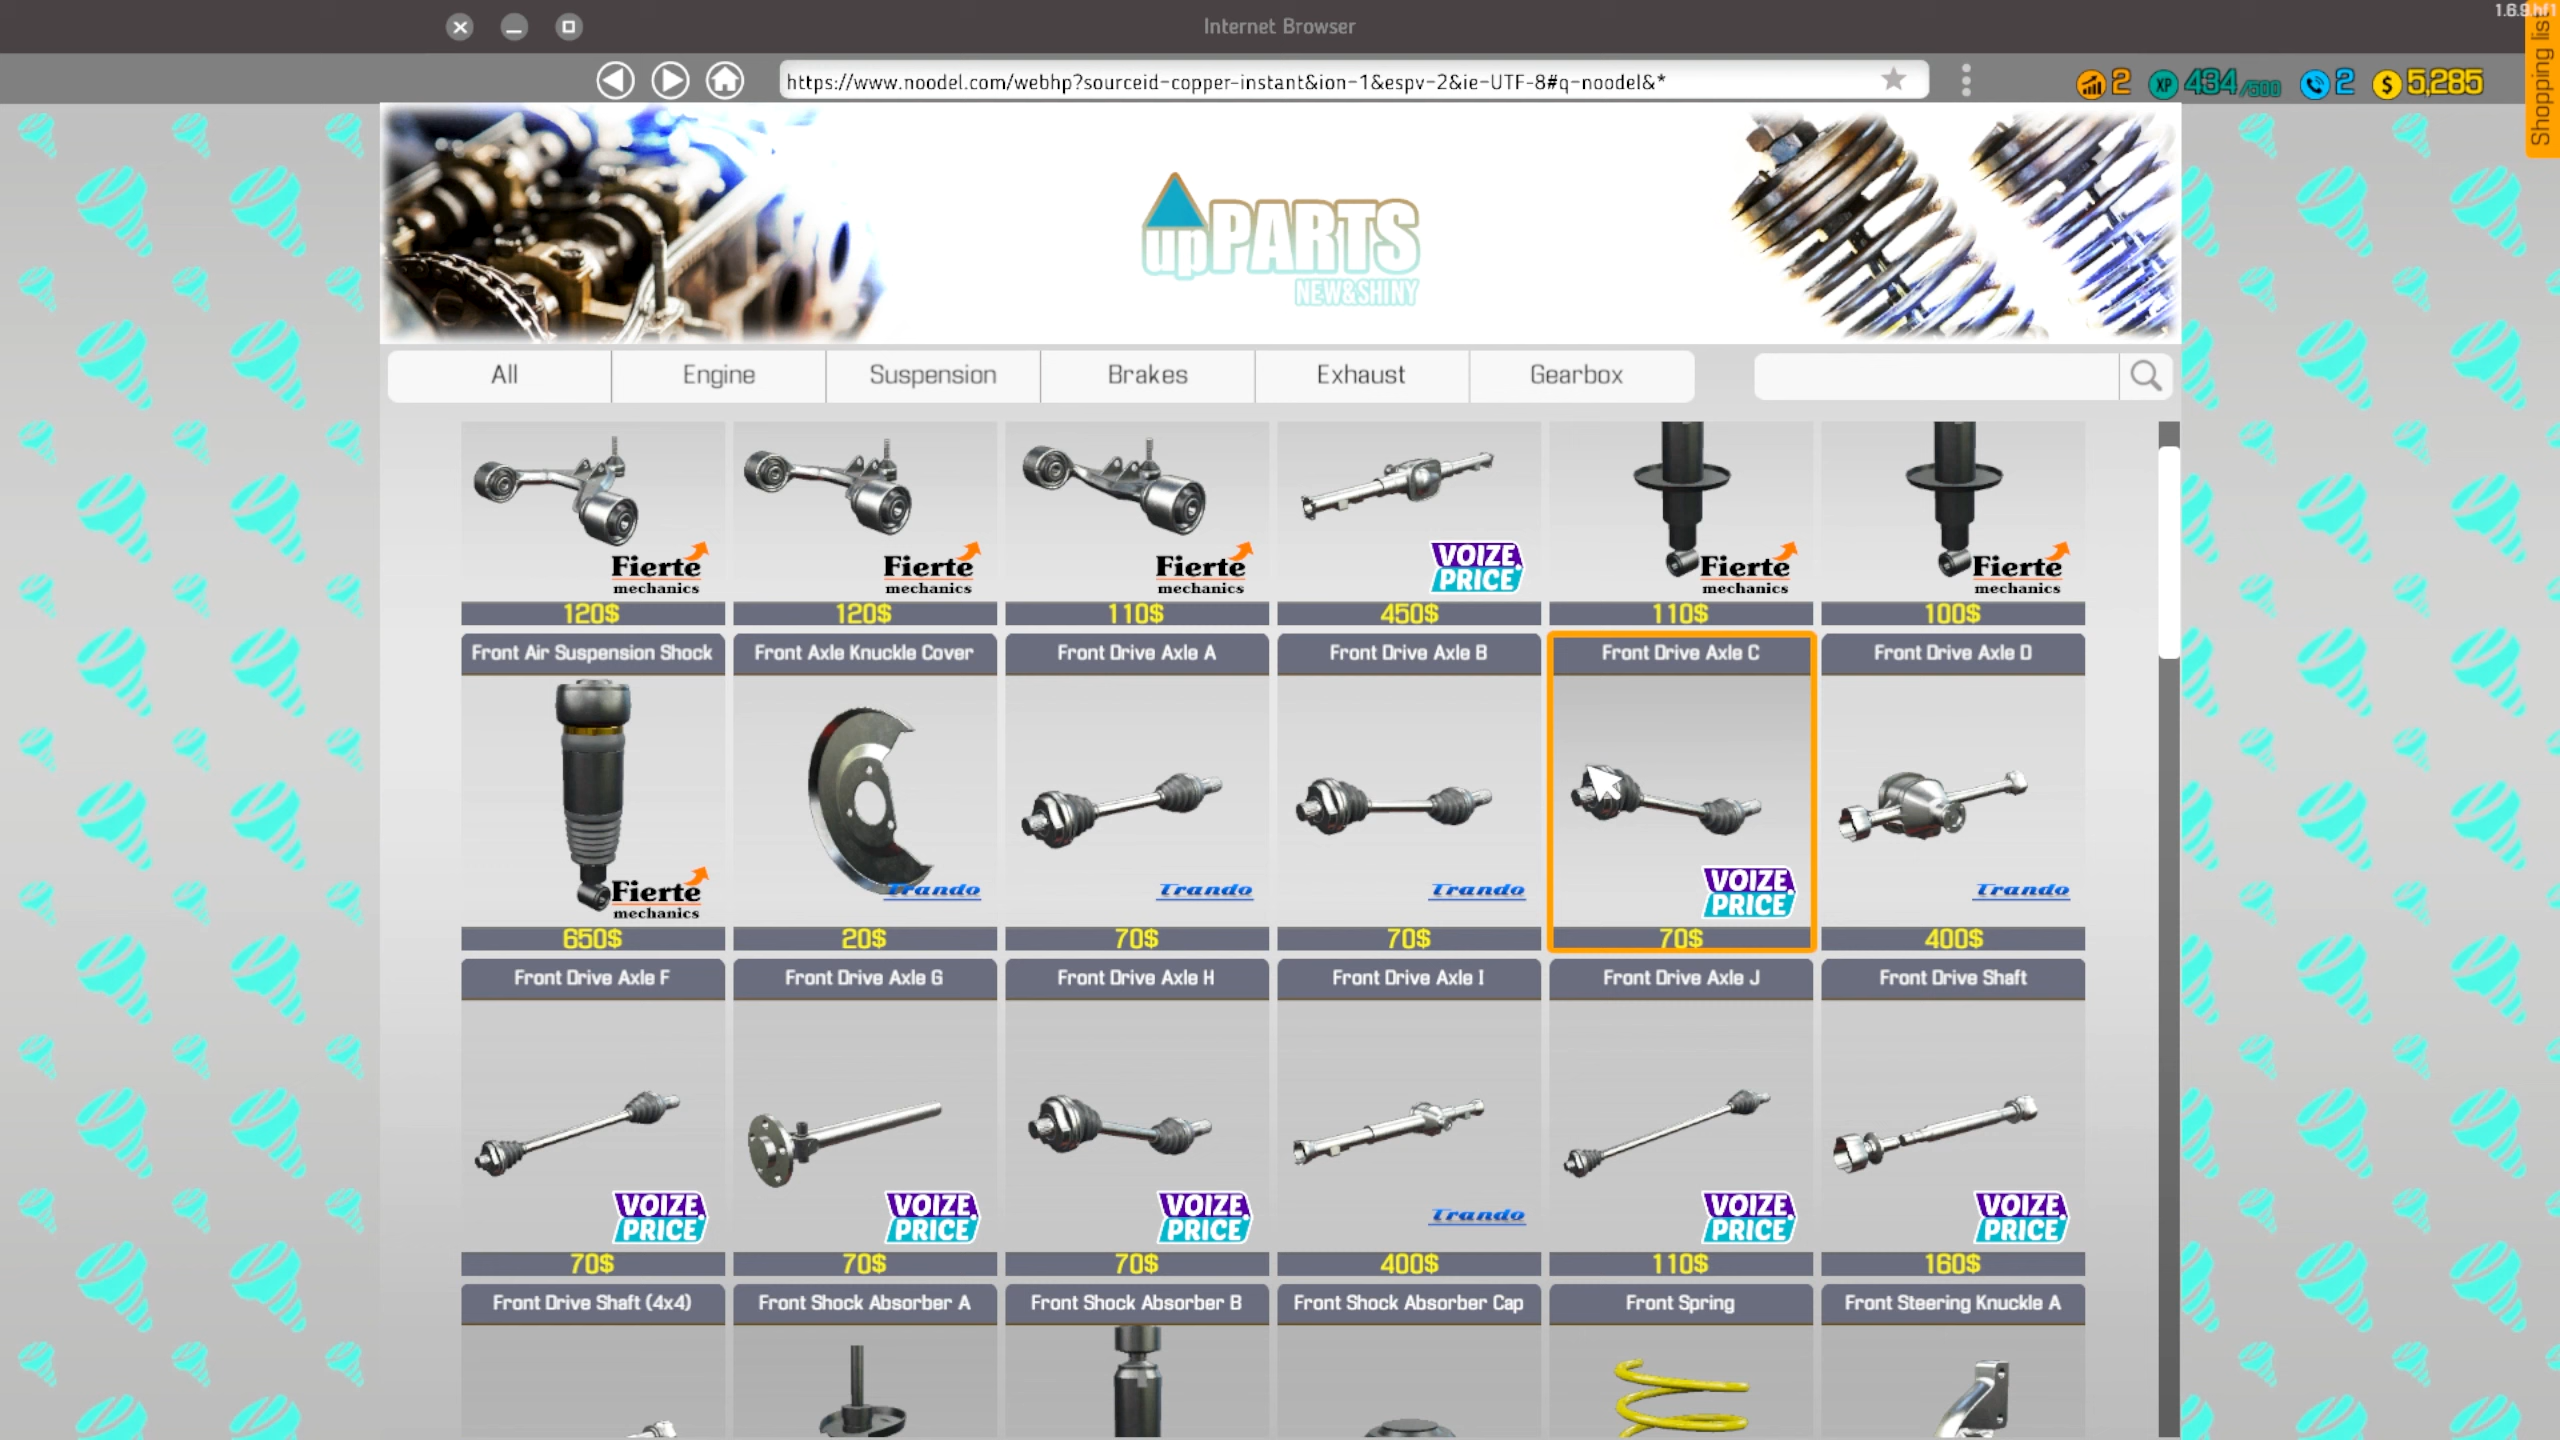 Internet Browser
https://www.noodel.com/webhp?sourceid-copper-instant&ion-1&espv-2&ie-UTF-8#q-noodel&*
2 XP 434/500 2 $ 5,285
Shopping list
upPARTS
NEW&SHINY
All Engine Suspension Brakes Exhaust Gearbox
Fierte mechanics Fierte mechanics Fierte mechanics VOIZE PRICE Fierte mechanics Fierte mechanics
120$ 120$ 110$ 450$ 110$ 100$
Front Air Suspension Shock Front Axle Knuckle Cover Front Drive Axle A Front Drive Axle B Front Drive Axle C Front Drive Axle D
Fierte mechanics Trando Trando Trando VOIZE PRICE Trando
650$ 20$ 70$ 70$ 70$ 400$
Front Drive Axle F Front Drive Axle G Front Drive Axle H Front Drive Axle I Front Drive Axle J Front Drive Shaft
VOIZE PRICE VOIZE PRICE VOIZE PRICE Trando VOIZE PRICE VOIZE PRICE
70$ 70$ 70$ 400$ 110$ 160$
Front Drive Shaft (4x4) Front Shock Absorber A Front Shock Absorber B Front Shock Absorber Cap Front Spring Front Steering Knuckle A